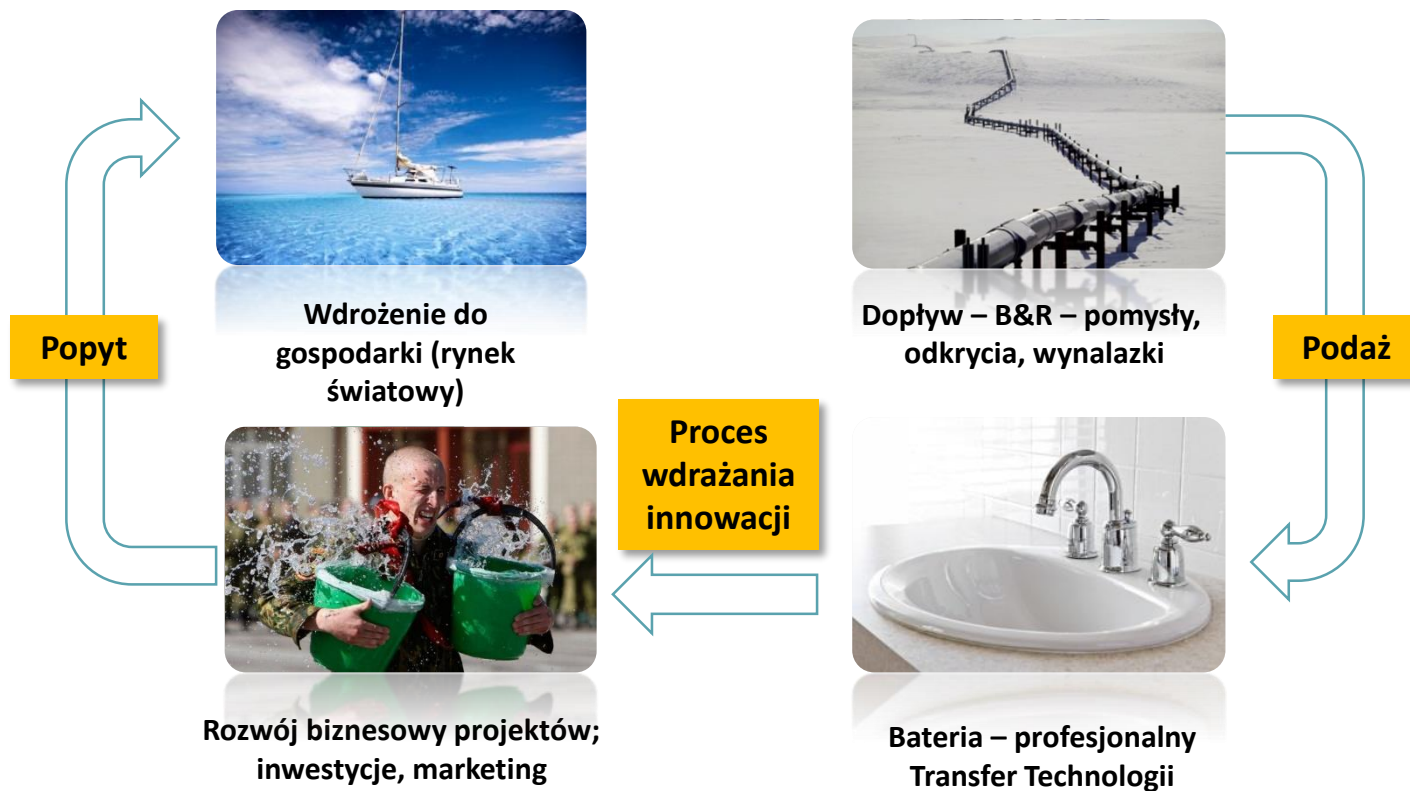 Wdrożenie do
gospodarki (rynek
światowy)
Dopływ – B&R – pomysły,
odkrycia, wynalazki
Popyt
Podaż
Proces
wdrażania
innowacji
Rozwój biznesowy projektów;
inwestycje, marketing
Bateria – profesjonalny
Transfer Technologii